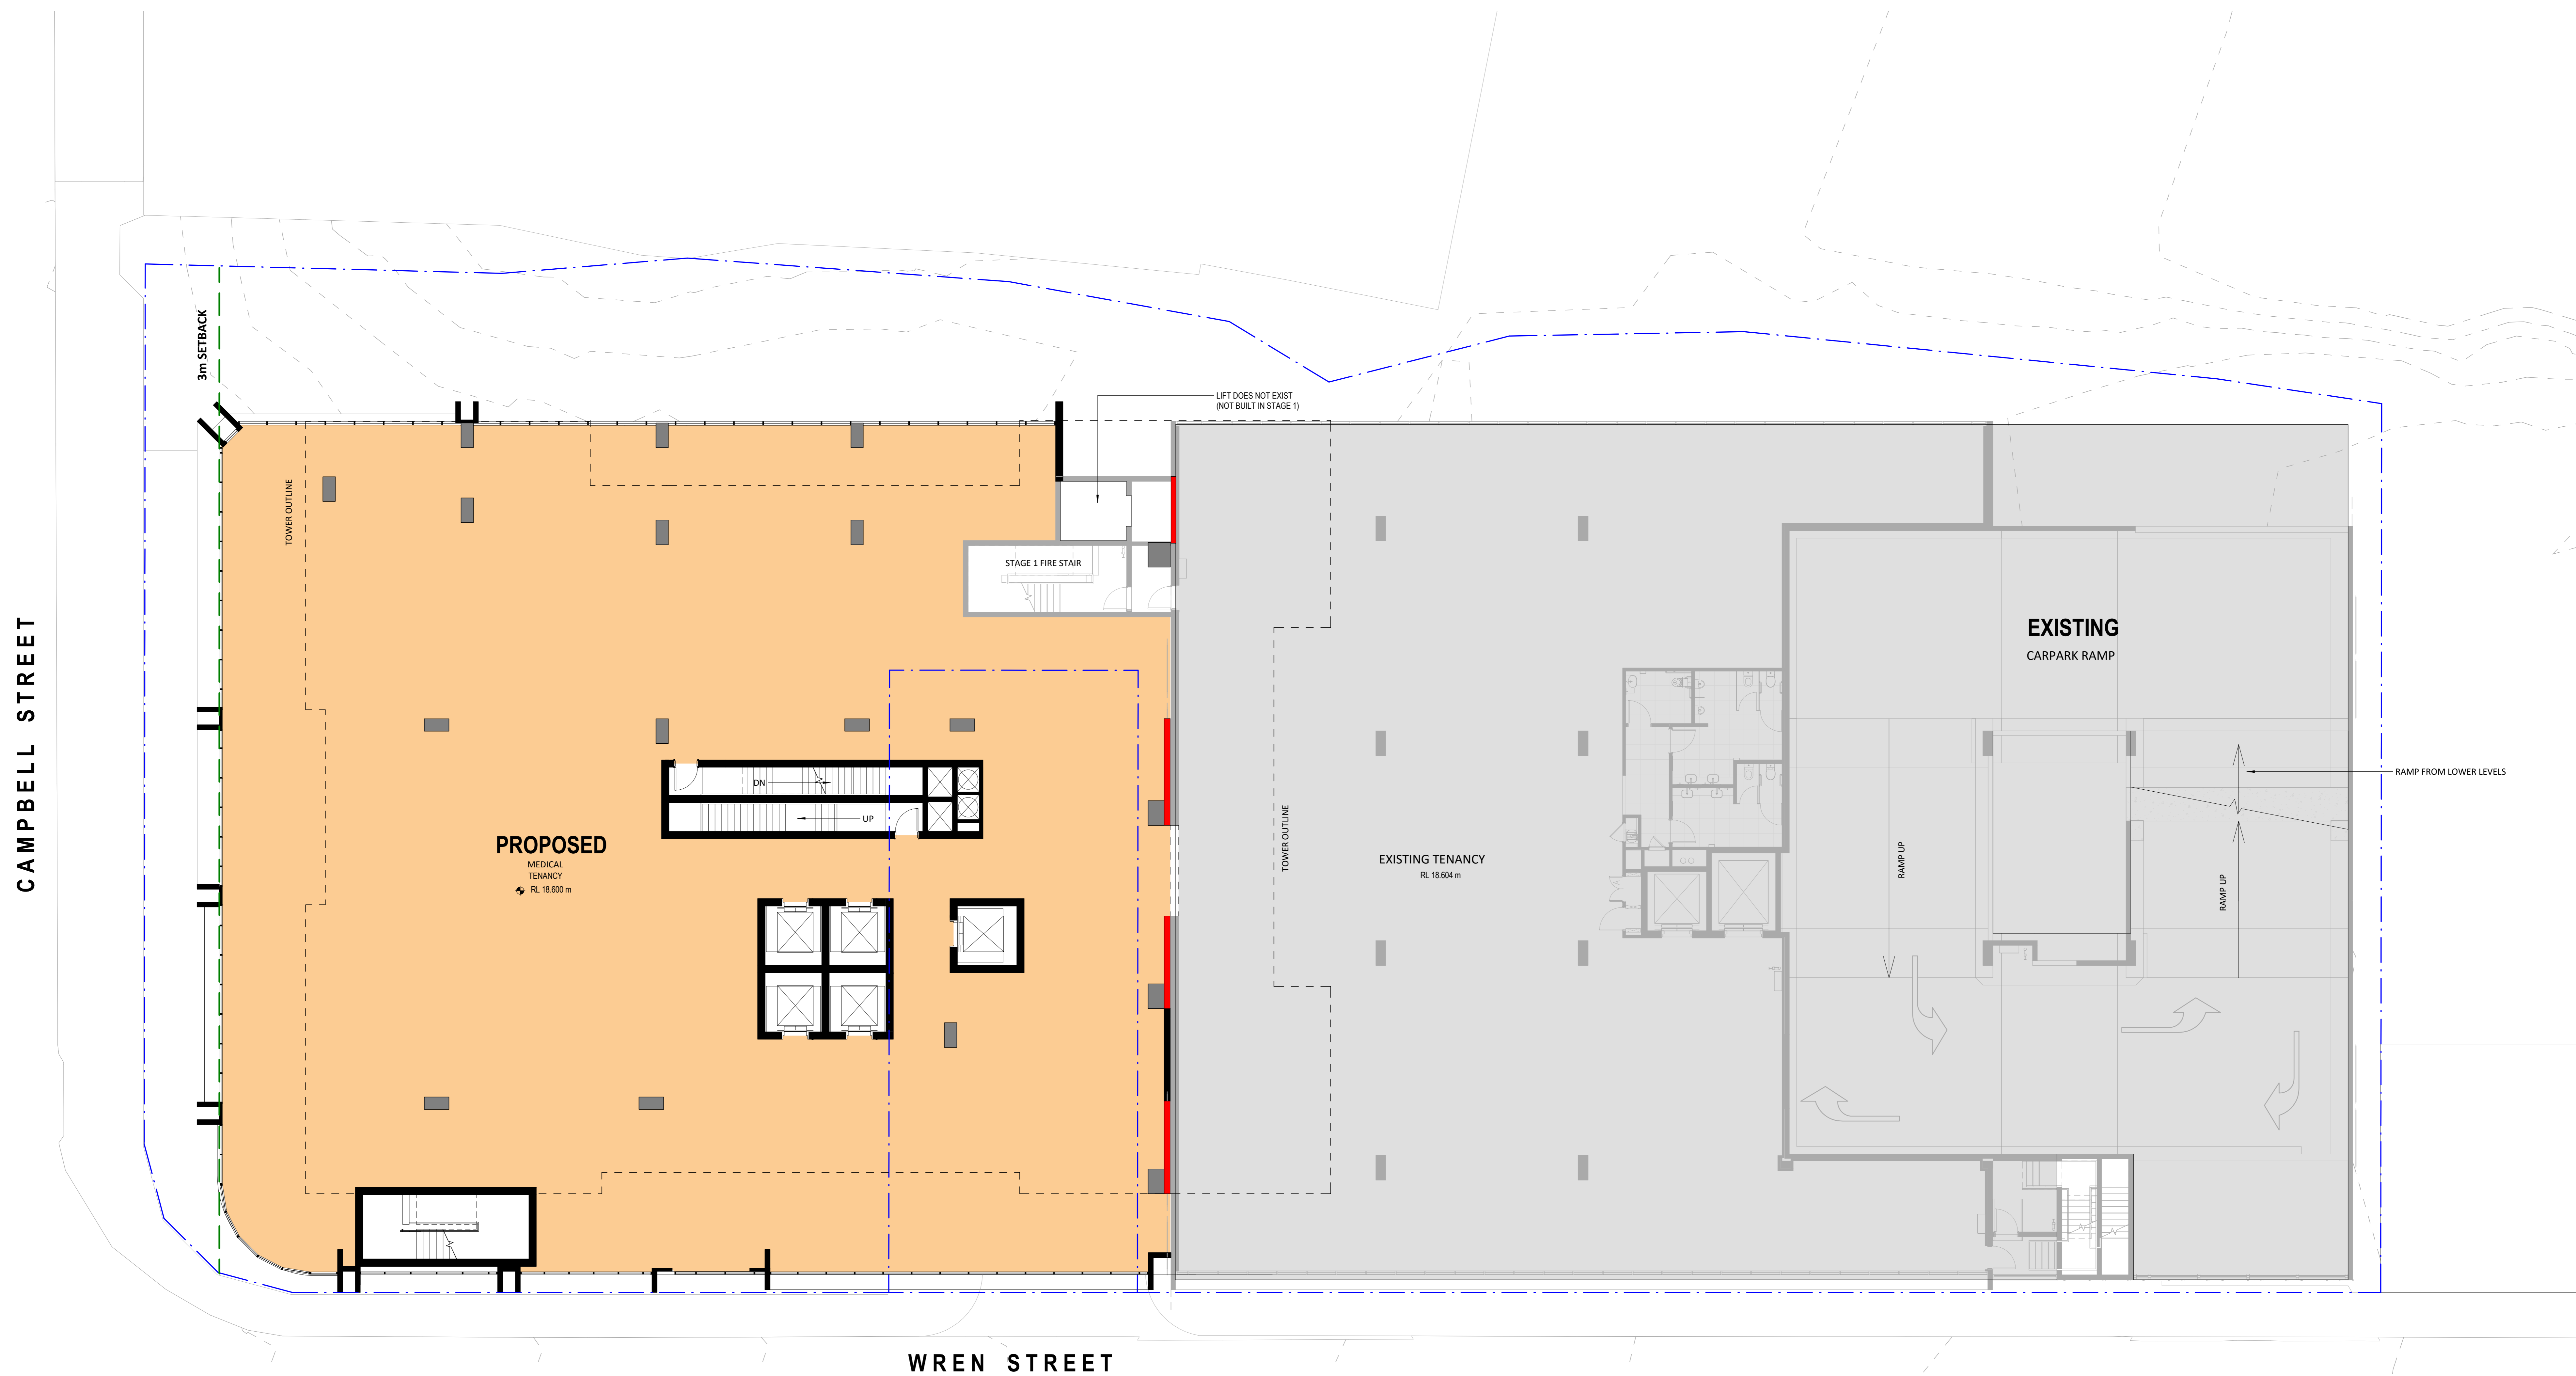 3m SETBACK
LIFT DOES NOT EXIST
(NOT BUILT IN STAGE 1)
TOWER OUTLINE
STAGE 1 FIRE STAIR
EXISTING
CARPARK RAMP
CAMPBELL STREET
DN
UP
RAMP FROM LOWER LEVELS
PROPOSED
MEDICAL
TENANCY
RL 18.600 m
TOWER OUTLINE
EXISTING TENANCY
RL 18.604 m
RAMP UP
RAMP UP
WREN STREET